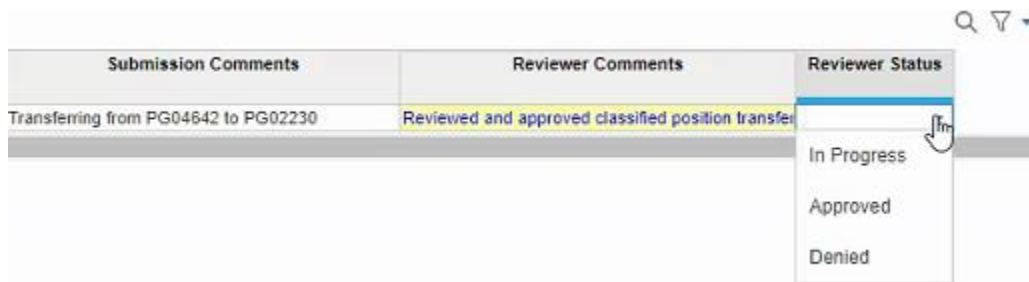 Submission Comments Reviewer Comments Reviewer Status
Transferring from PG04642 to PG02230 Reviewed and approved classified position transfer
In Progress
Approved
Denied